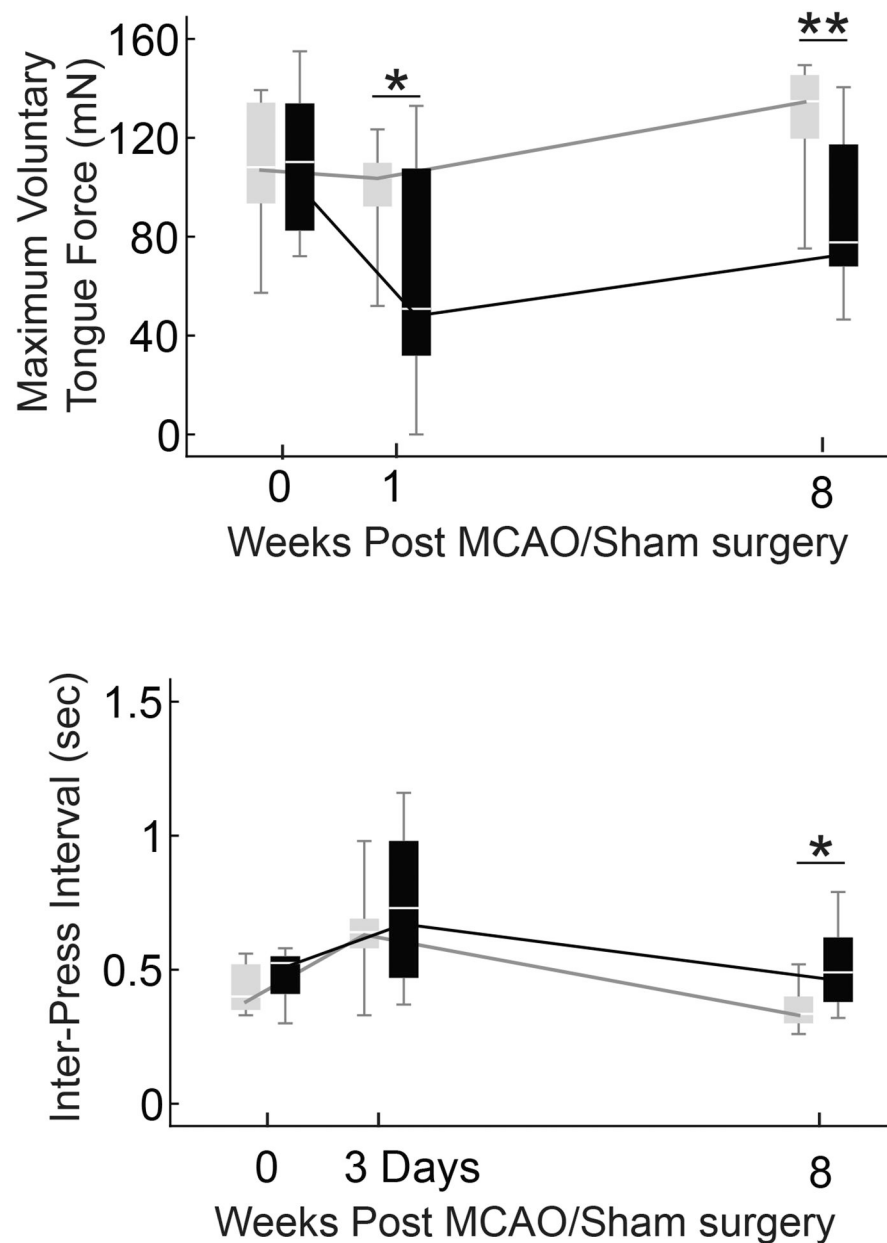 Maximum Voluntary
Tongue Force (mN)
160
120
80
40
0
*
**
0
1
8
Weeks Post MCAO/Sham surgery
Inter-Press Interval (sec)
1.5
1
0.5
0
*
0
3 Days
8
Weeks Post MCAO/Sham surgery